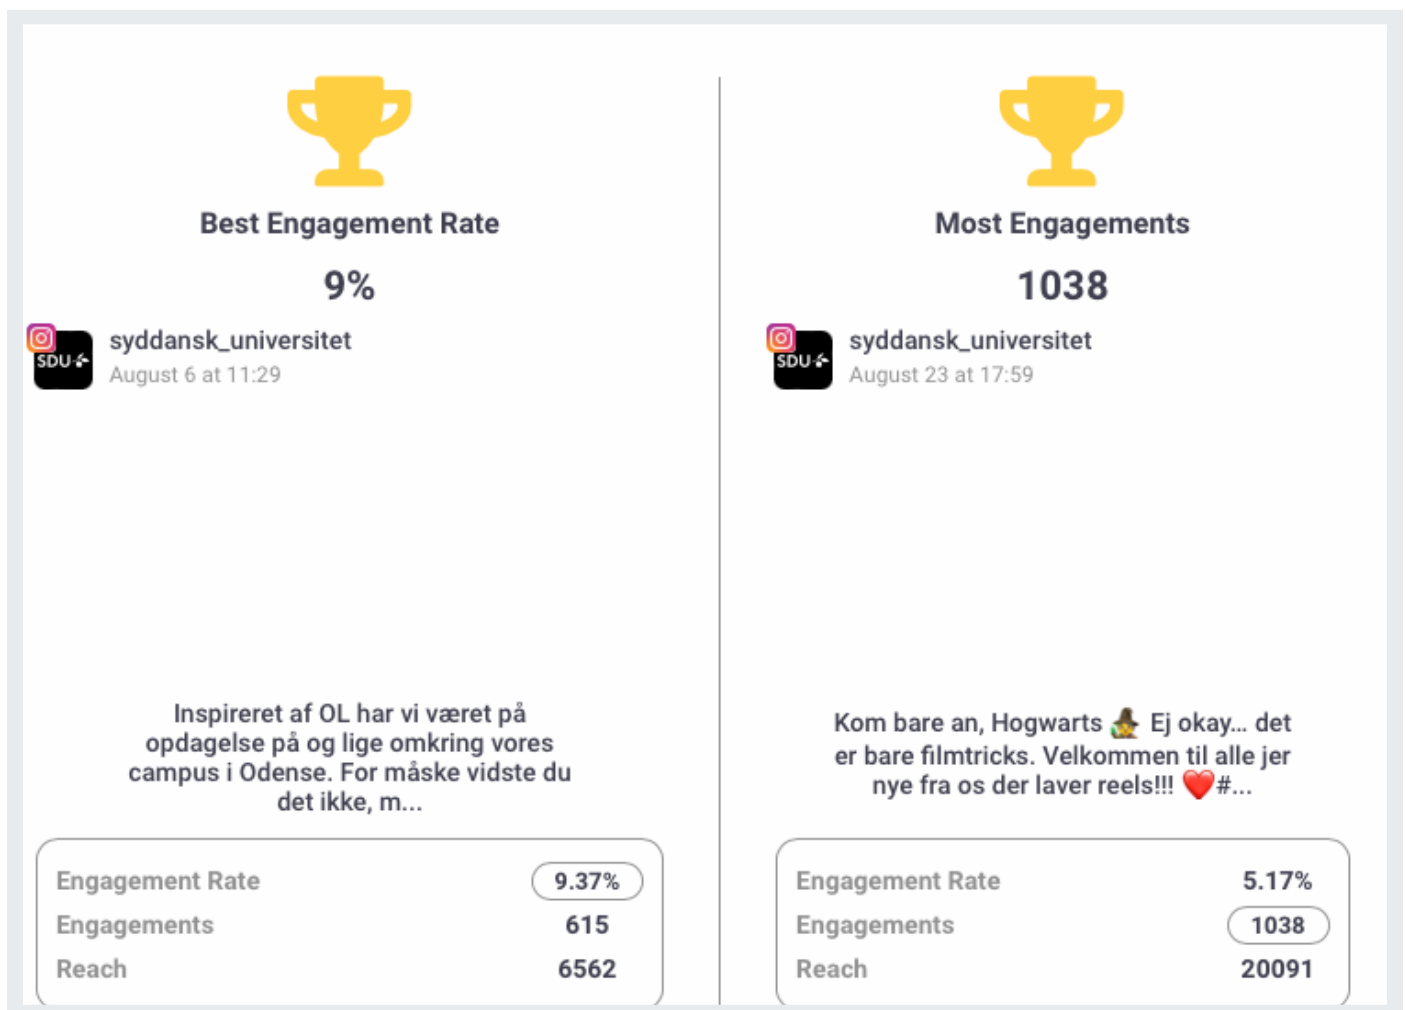 Best Engagement Rate
9%
SDU
syddansk_universitet
August 6 at 11:29
Inspireret af OL har vi været på
opdagelse på og lige omkring vores
campus i Odense. For måske vidste du
det ikke, m...
Engagement Rate 9.37%
Engagements 615
Reach 6562
Most Engagements
1038
SDU
syddansk_universitet
August 23 at 17:59
Kom bare an, Hogwarts 🧙 Ej okay... det
er bare filmtricks. Velkommen til alle jer
nye fra os der laver reels!!! ❤️#...
Engagement Rate 5.17%
Engagements 1038
Reach 20091